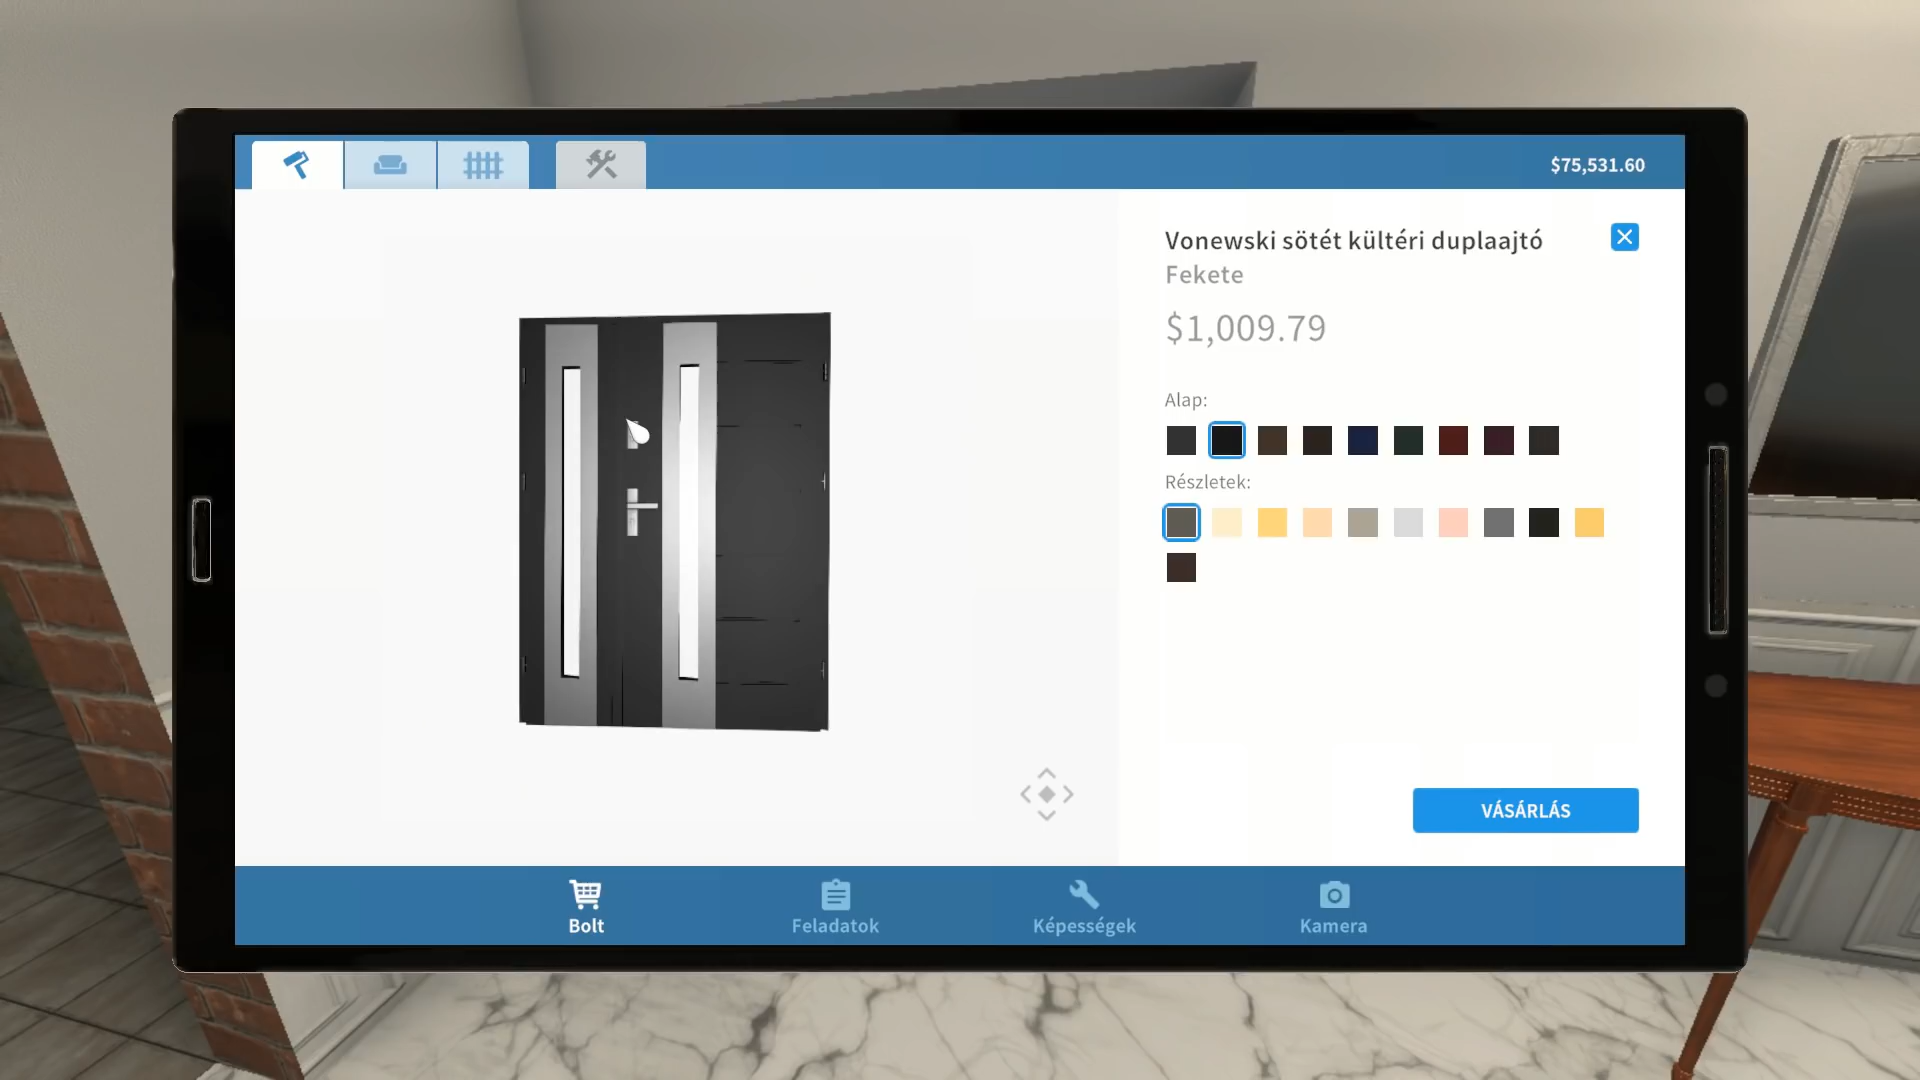 $75,531.60
Vonewski sötét kültéri duplaajtó
Fekete
$1,009.79
Alap:
Részletek:
VÁSÁRLÁS
Bolt
Feladatok
Képességek
Kamera